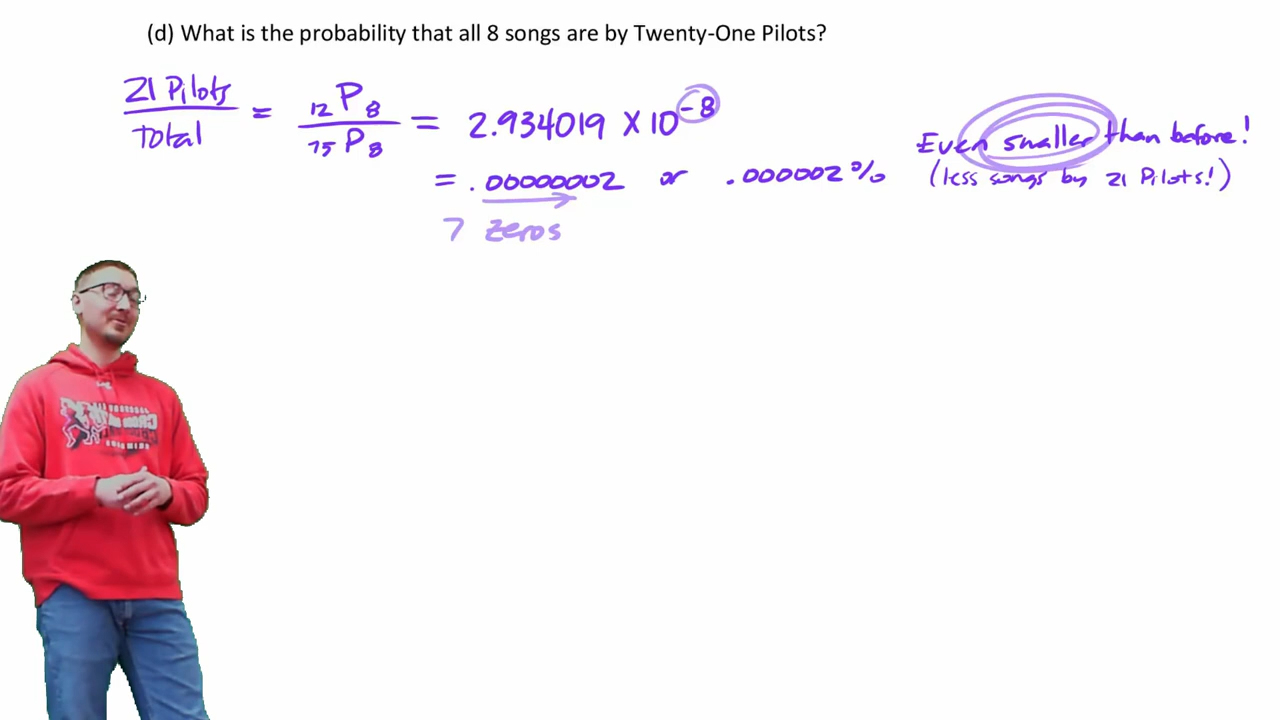 (d) What is the probability that all 8 songs are by Twenty-One Pilots?
21 Pilots / Total = 12P8 / 75P8 = 2.934019 X 10^-8
= .00000002 or .000002%
7 zeros
Even smaller than before!
(less songs by 21 Pilots!)